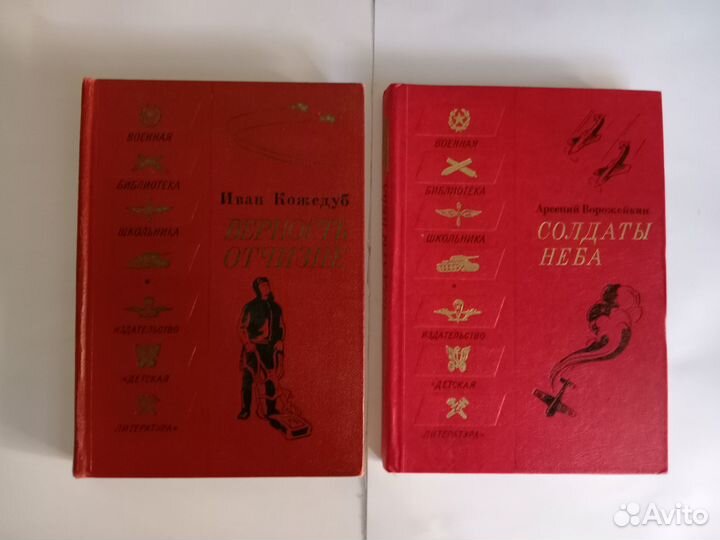 ВОЕННАЯ
БИБЛИОТЕКА
ШКОЛЬНИКА
ИЗДАТЕЛЬСТВО
«ДЕТСКАЯ
ЛИТЕРАТУРА»
Иван Кожедуб
ВЕРНОСТЬ
ОТЧИЗНЕ
ВОЕННАЯ
БИБЛИОТЕКА
ШКОЛЬНИКА
ИЗДАТЕЛЬСТВО
«ДЕТСКАЯ
ЛИТЕРАТУРА»
Арсений Ворожейкин
СОЛДАТЫ
НЕБА
Avito